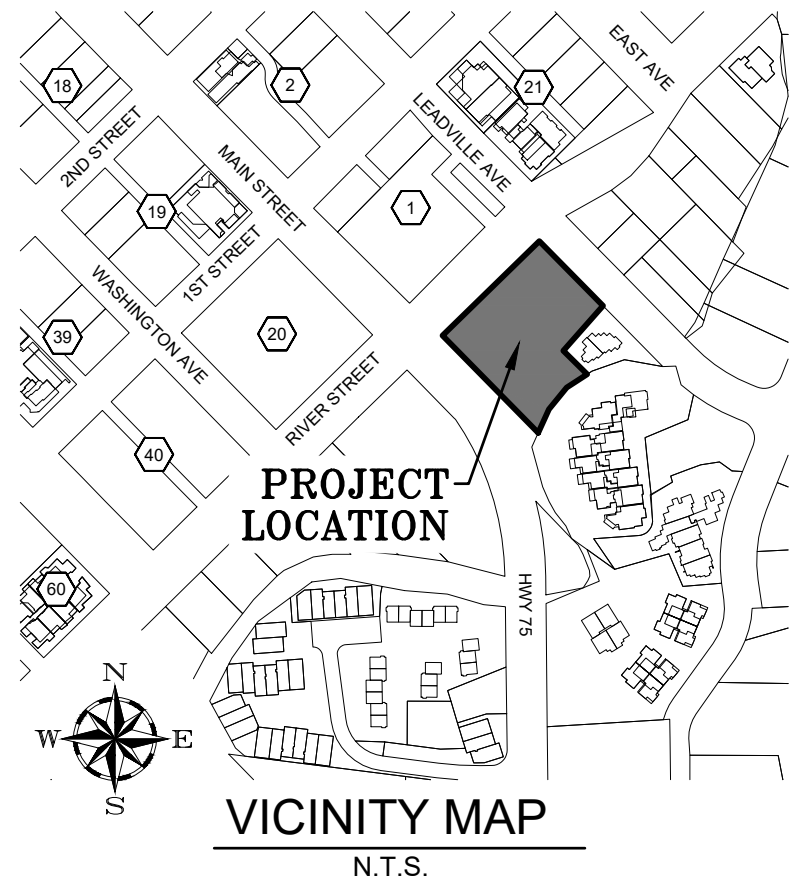 EAST AVE
18
2
21
2ND STREET
LEADVILLE AVE
MAIN STREET
19
1
1ST STREET
WASHINGTON AVE
39
20
RIVER STREET
40
PROJECT
LOCATION
60
HWY 75
N
W E
S
VICINITY MAP
N.T.S.